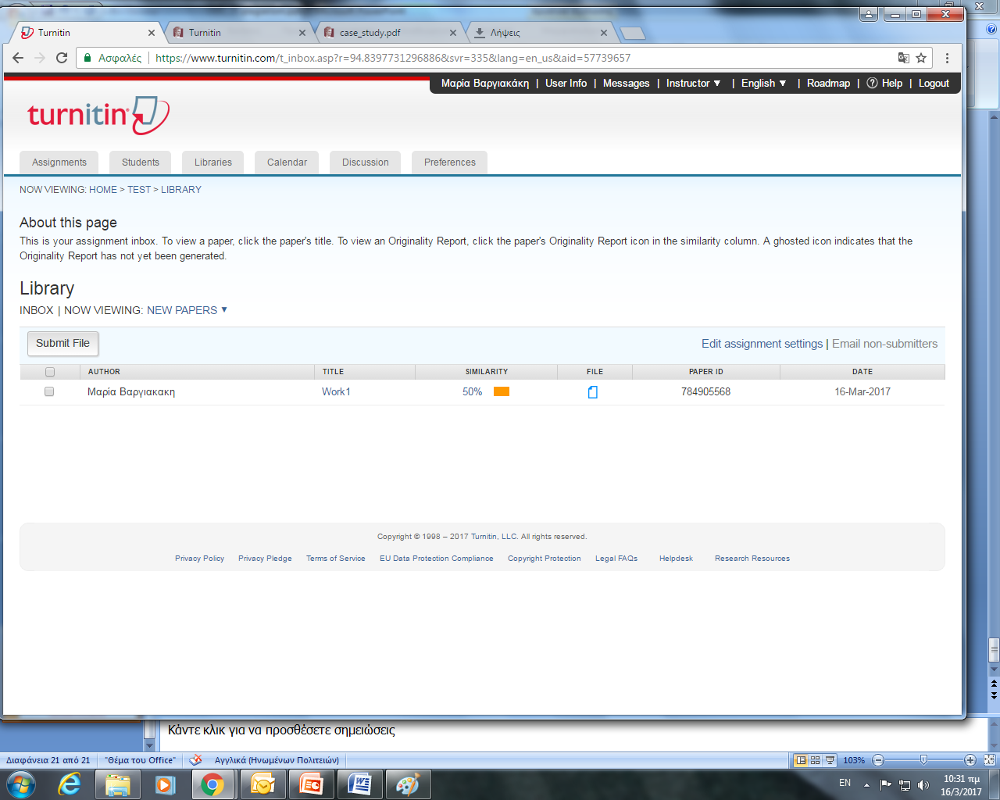 Turnitin
Turnitin
case_study.pdf
Λήψεις
Ασφαλές
https://www.turnitin.com/t_inbox.asp?r=94.8397731296886&svr=335&lang=en_us&aid=57739657
Μαρία Βαργιακάκη | User Info | Messages | Instructor ▼ | English ▼ | Roadmap | ? Help | Logout
turnitin
Assignments
Students
Libraries
Calendar
Discussion
Preferences
NOW VIEWING: HOME > TEST > LIBRARY
About this page
This is your assignment inbox. To view a paper, click the paper's title. To view an Originality Report, click the paper's Originality Report icon in the similarity column. A ghosted icon indicates that the
Originality Report has not yet been generated.
Library
INBOX | NOW VIEWING: NEW PAPERS ▼
Submit File
Edit assignment settings | Email non-submitters
AUTHOR TITLE SIMILARITY FILE PAPER ID DATE
Μαρία Βαργιακακη Work1 50% 784905568 16-Mar-2017
Copyright © 1998 – 2017 Turnitin, LLC. All rights reserved.
Privacy Policy Privacy Pledge Terms of Service EU Data Protection Compliance Copyright Protection Legal FAQs Helpdesk Research Resources
Κάντε κλικ για να προσθέσετε σημειώσεις
Διαφάνεια 21 από 21 "Θέμα του Office" Αγγλικά (Ηνωμένων Πολιτειών) 103%
EN 10:31 πμ
16/3/2017